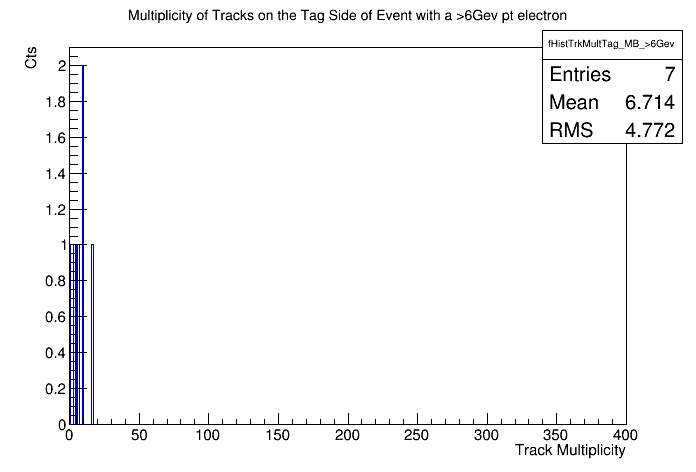 Multiplicity of Tracks on the Tag Side of Event with a >6Gev pt electron
fHistTrkMultTag_MB_>6Gev
Entries 7
Mean 6.714
RMS 4.772
Cts
2
1.8
1.6
1.4
1.2
1
0.8
0.6
0.4
0.2
0
0 50 100 150 200 250 300 350 400
Track Multiplicity